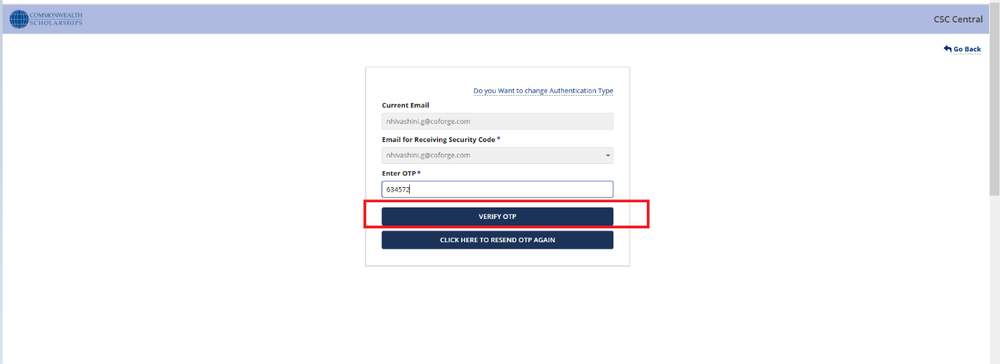 COMMONWEALTH
SCHOLARSHIPS
CSC Central
Go Back
Do you Want to change Authentication Type
Current Email
nhivashini.g@coforge.com
Email for Receiving Security Code *
nhivashini.g@coforge.com
Enter OTP *
634572
VERIFY OTP
CLICK HERE TO RESEND OTP AGAIN